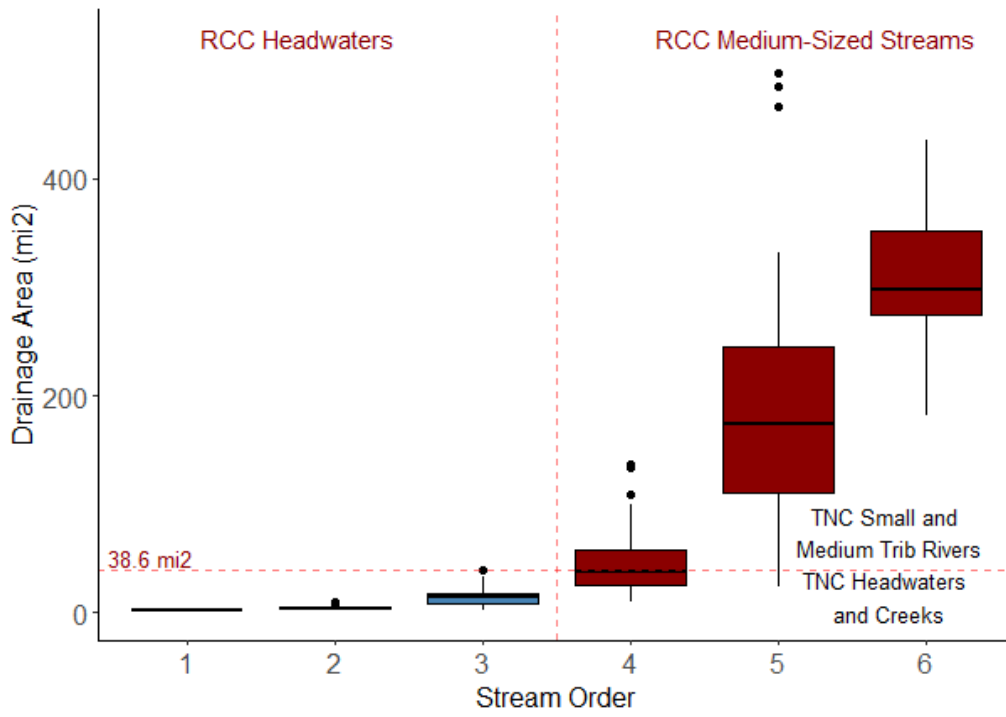 RCC Headwaters
RCC Medium-Sized Streams
Drainage Area (mi2)
400
200
0
38.6 mi2
TNC Small and
Medium Trib Rivers
TNC Headwaters
and Creeks
1 2 3 4 5 6
Stream Order